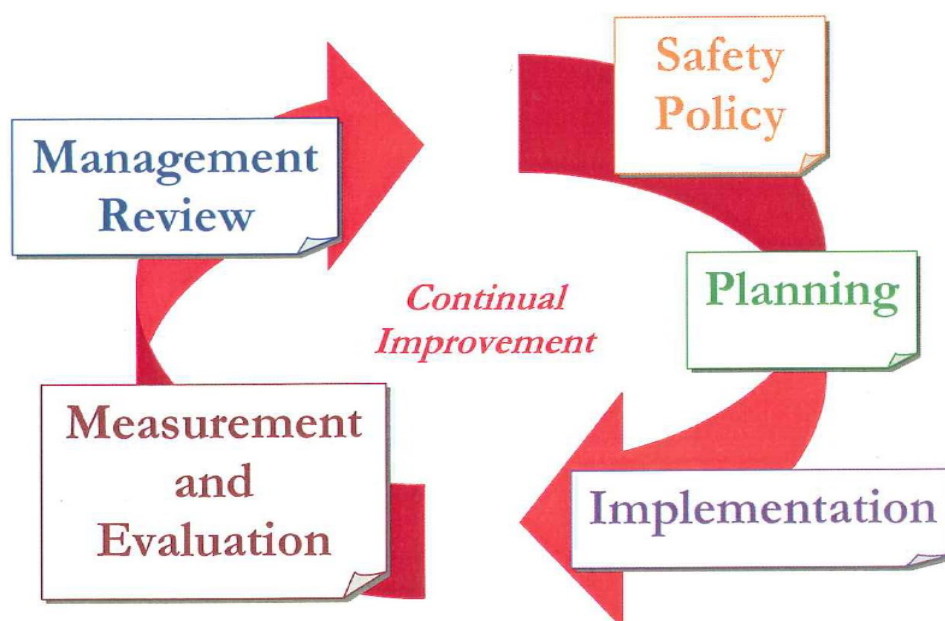 Safety
Policy
Planning
Implementation
Measurement
and
Evaluation
Management
Review
Continual
Improvement